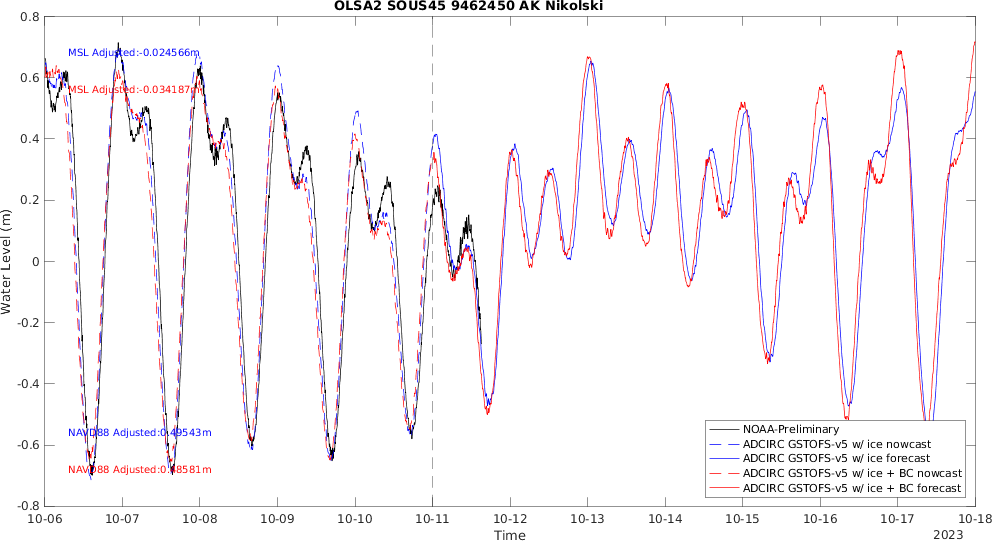 OLSA2 SOUS45 9462450 AK Nikolski
0.8
0.6
0.4
0.2
0
-0.2
-0.4
-0.6
-0.8
Water Level (m)
MSL Adjusted:-0.024566m
MSL Adjusted:-0.034187m
NAVD88 Adjusted:0.49543m
NAVD88 Adjusted:0.48581m
NOAA-Preliminary
ADCIRC GSTOFS-v5 w/ ice nowcast
ADCIRC GSTOFS-v5 w/ ice forecast
ADCIRC GSTOFS-v5 w/ ice + BC nowcast
ADCIRC GSTOFS-v5 w/ ice + BC forecast
10-06 10-07 10-08 10-09 10-10 10-11 10-12 10-13 10-14 10-15 10-16 10-17 10-18
Time
2023